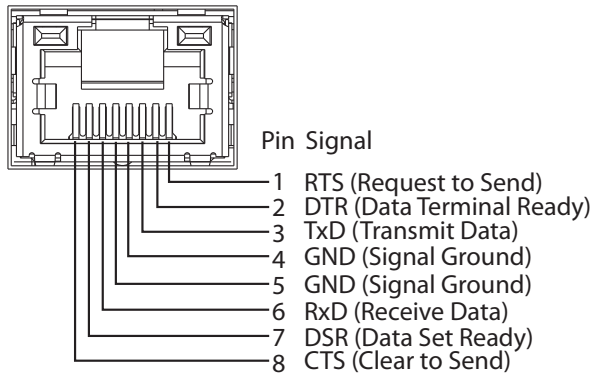 Pin Signal
1 RTS (Request to Send)
2 DTR (Data Terminal Ready)
3 TxD (Transmit Data)
4 GND (Signal Ground)
5 GND (Signal Ground)
6 RxD (Receive Data)
7 DSR (Data Set Ready)
8 CTS (Clear to Send)